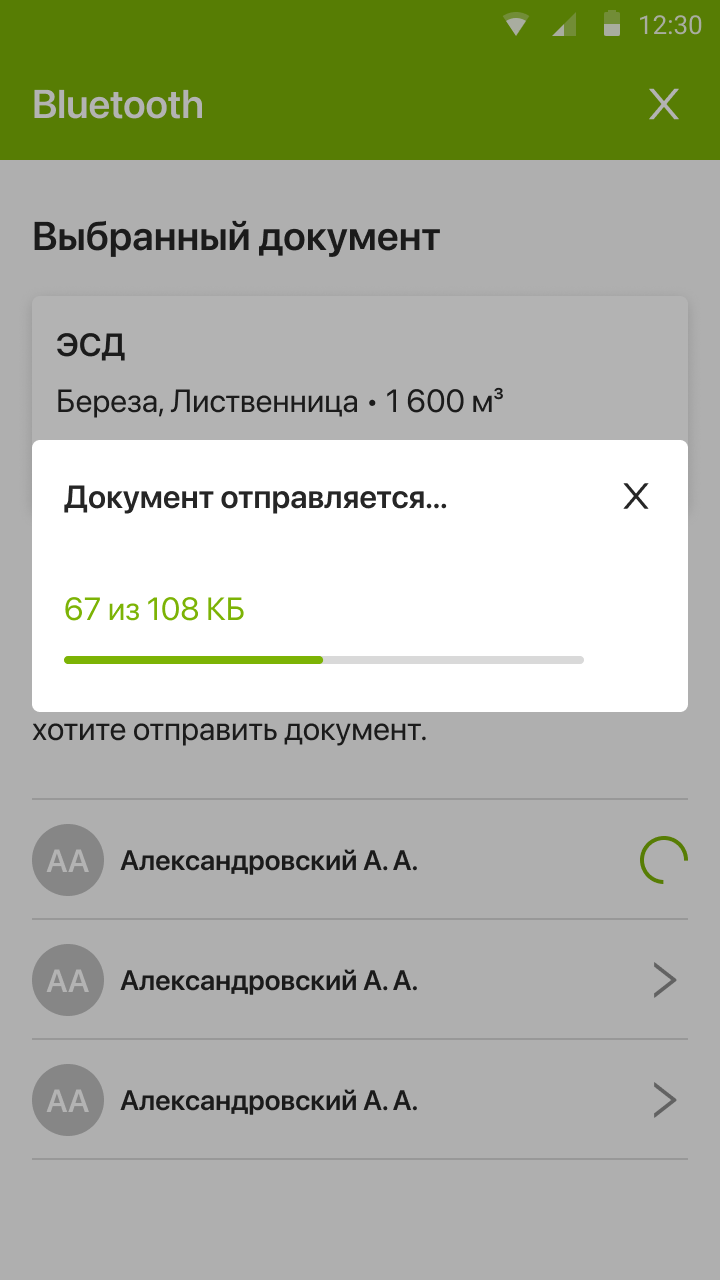 12:30
Bluetooth
Выбранный документ
ЭСД
Береза, Лиственница • 1 600 м³
Документ отправляется...
67 из 108 КБ
хотите отправить документ.
АА Александровский А. А.
АА Александровский А. А.
АА Александровский А. А.